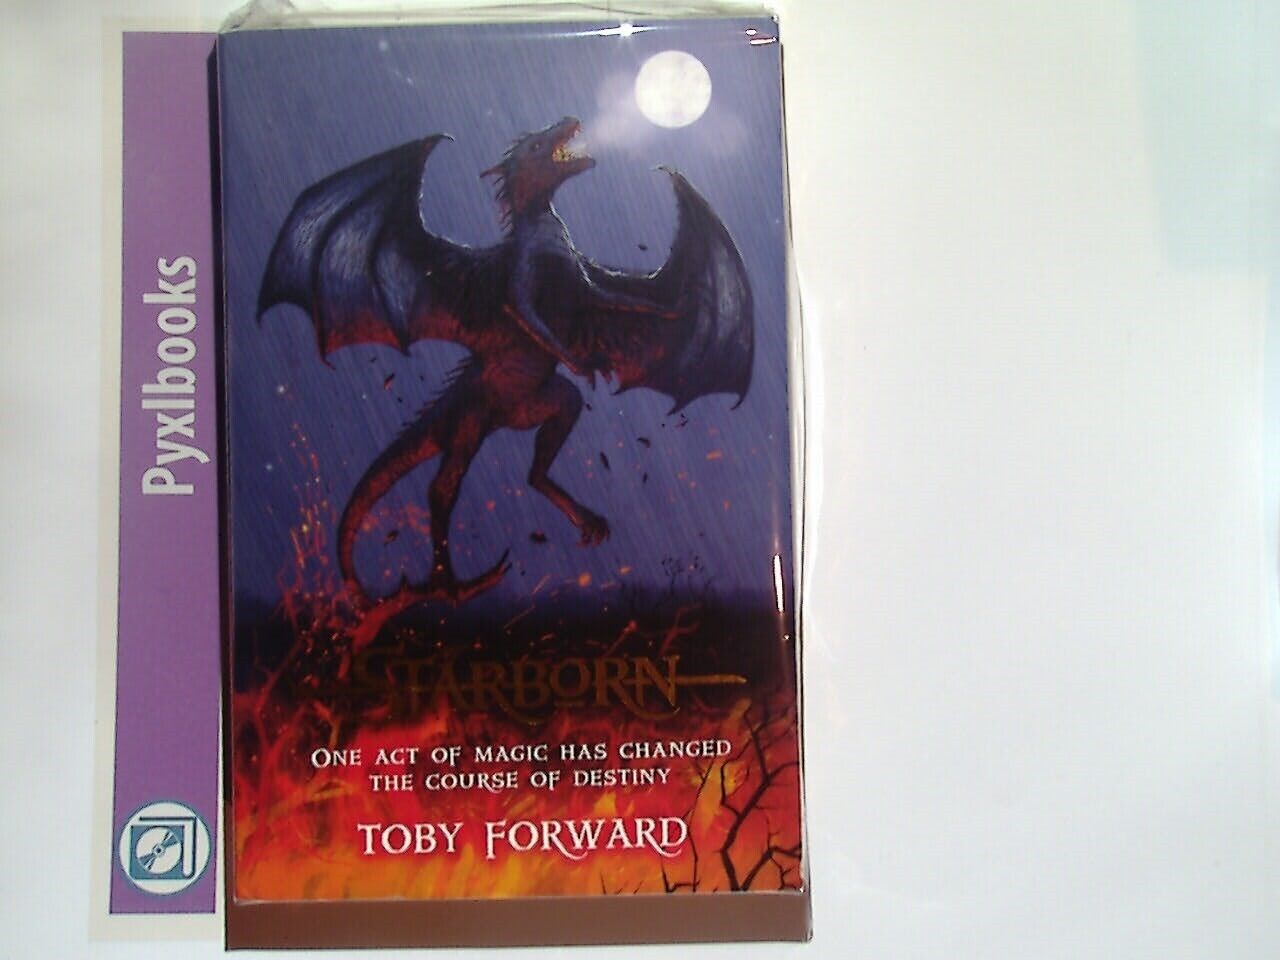 Pyxlbooks
STARBORN
ONE ACT OF MAGIC HAS CHANGED
THE COURSE OF DESTINY
TOBY FORWARD